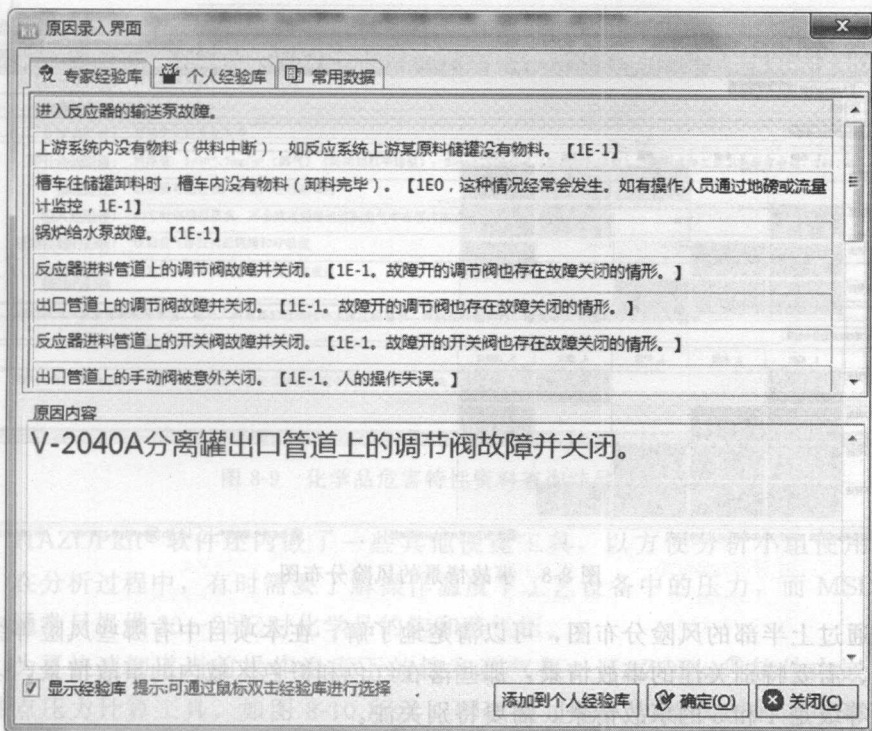 原因录入界面
专家经验库 个人经验库 常用数据
进入反应器的输送泵故障。
上游系统内没有物料（供料中断），如反应系统上游某原料储罐没有物料。【1E-1】
槽车往储罐卸料时，槽车内没有物料（卸料完毕）。【1E0，这种情况经常会发生。如有操作人员通过地磅或流量
计监控，1E-1】
锅炉给水泵故障。【1E-1】
反应器进料管道上的调节阀故障并关闭。【1E-1。故障开的调节阀也存在故障关闭的情形。】
出口管道上的调节阀故障并关闭。【1E-1。故障开的调节阀也存在故障关闭的情形。】
反应器进料管道上的开关阀故障并关闭。【1E-1。故障开的开关阀也存在故障关闭的情形。】
出口管道上的手动阀被意外关闭。【1E-1。人的操作失误。】
原因内容
V-2040A分离罐出口管道上的调节阀故障并关闭。
显示经验库 提示:可通过鼠标双击经验库进行选择
添加到个人经验库 确定(O) 关闭(C)